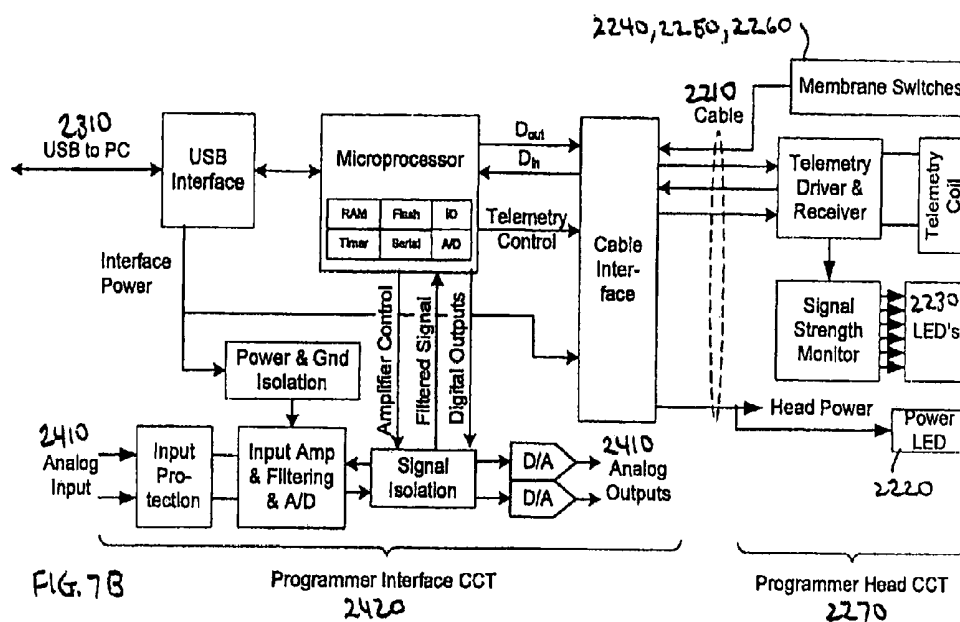 2240, 2250, 2260
Membrane Switches
2210
Cable
2310
USB to PC
USB
Interface
Microprocessor
RAM Flush I/O
Timer Serial A/D
Dout
Din
Telemetry
Control
Cable
Inter-
face
Telemetry
Driver &
Receiver
Telemetry
Coil
Interface
Power
Signal
Strength
Monitor
2230
LED's
Power & Gnd
Isolation
Amplifier Control
Filtered Signal
Digital Outputs
Head Power
Power
LED
2220
2410
Analog
Input
Input
Pro-
tection
Input Amp
& Filtering
& A/D
Signal
Isolation
D/A
D/A
2410
Analog
Outputs
FIG. 7B
Programmer Interface CCT
2420
Programmer Head CCT
2270